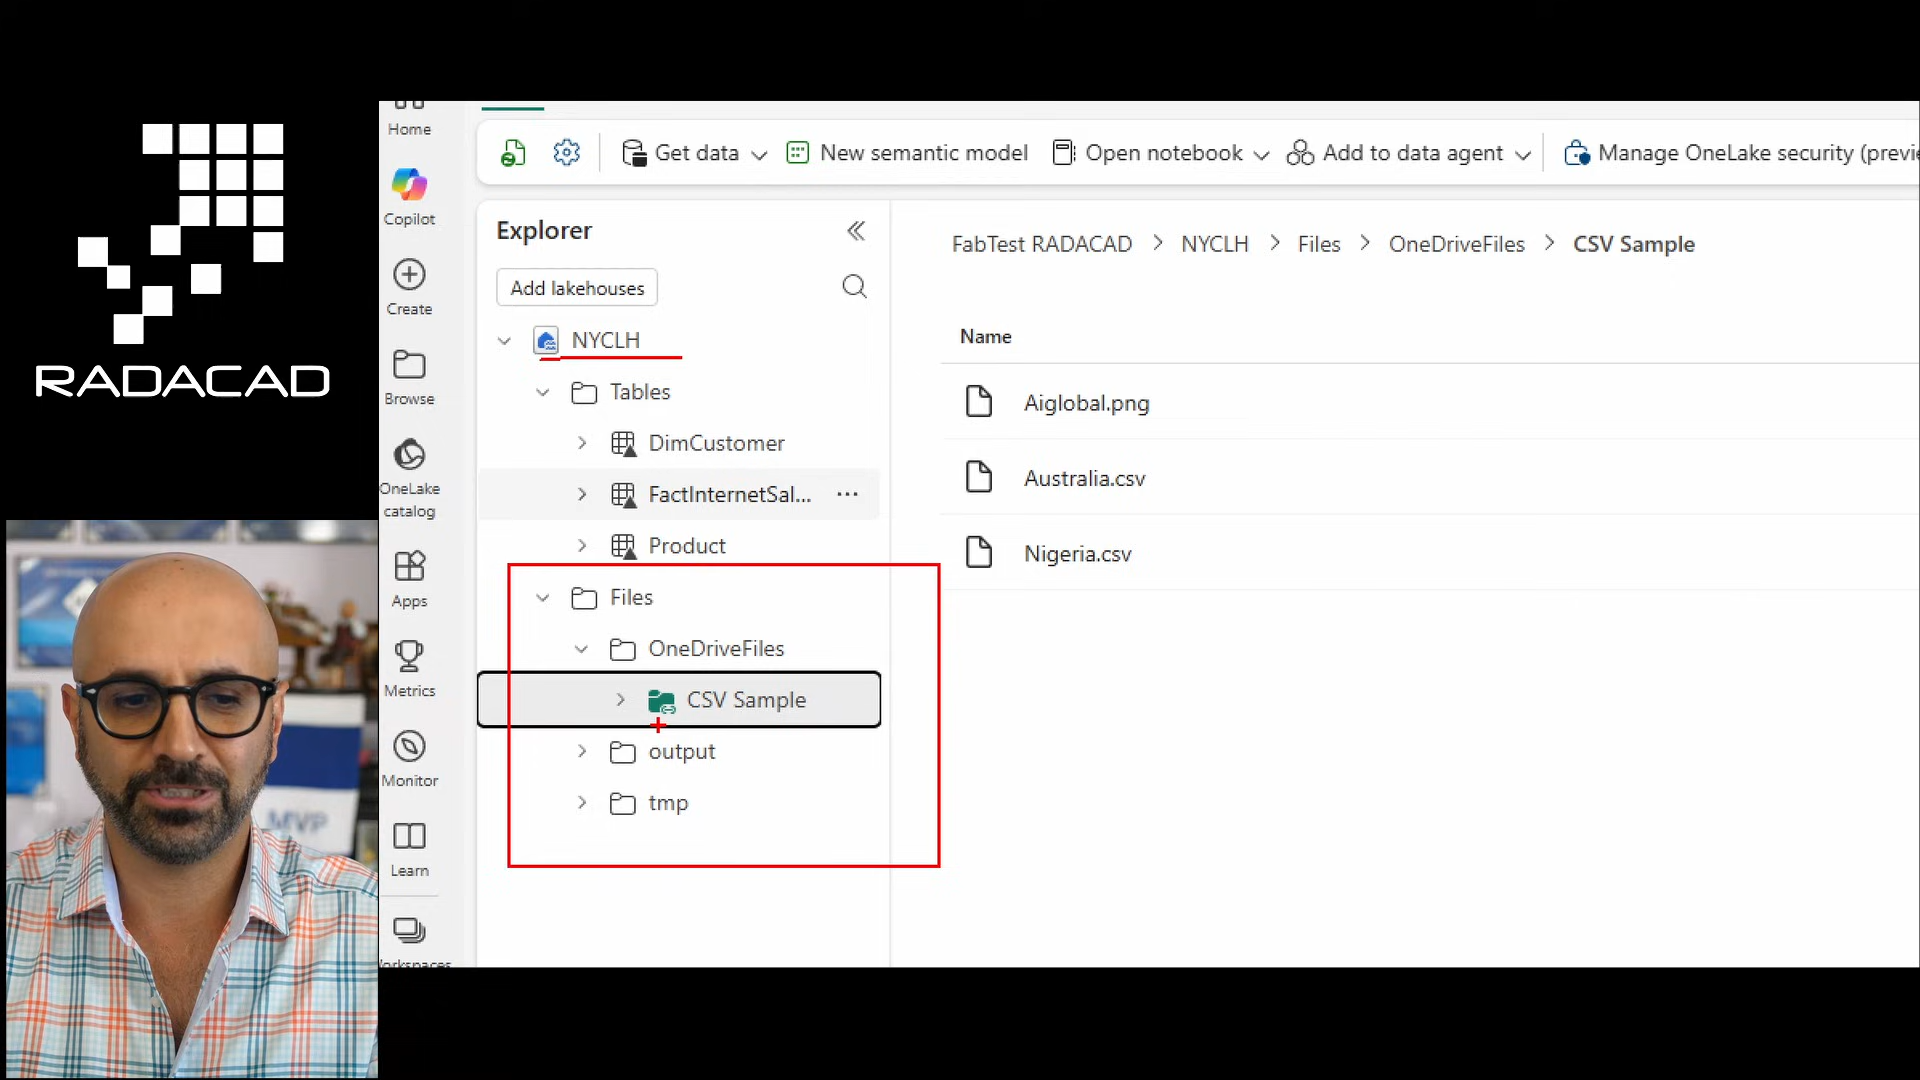 RADACAD
Home
Copilot
Create
Browse
OneLake
catalog
Apps
Metrics
Monitor
Learn
Workspaces
Get data
New semantic model
Open notebook
Add to data agent
Manage OneLake security (previe
Explorer
Add lakehouses
NYCLH
Tables
DimCustomer
FactInternetSal...
Product
Files
OneDriveFiles
CSV Sample
output
tmp
FabTest RADACAD > NYCLH > Files > OneDriveFiles > CSV Sample
Name
Aiglobal.png
Australia.csv
Nigeria.csv
MVP